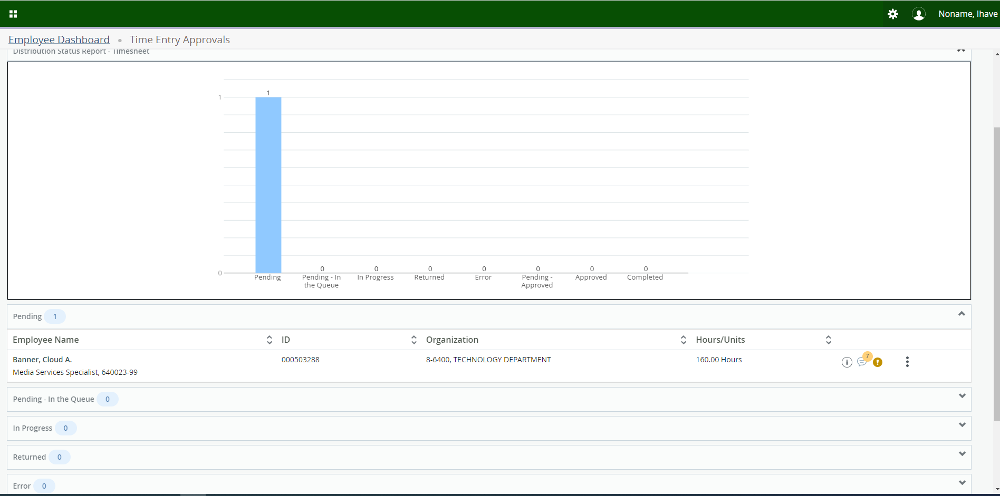 Noname, Ihave
Employee Dashboard • Time Entry Approvals
Distribution Status Report - Timesheet
1
1
0
0
0
0
0
0
0
0
Pending
Pending - In
the Queue
In Progress
Returned
Error
Pending -
Approved
Approved
Completed
Pending 1
Employee Name ID Organization Hours/Units
Banner, Cloud A. 000503288 8-6400, TECHNOLOGY DEPARTMENT 160.00 Hours 7
Media Services Specialist, 640023-99
Pending - In the Queue 0
In Progress 0
Returned 0
Error 0